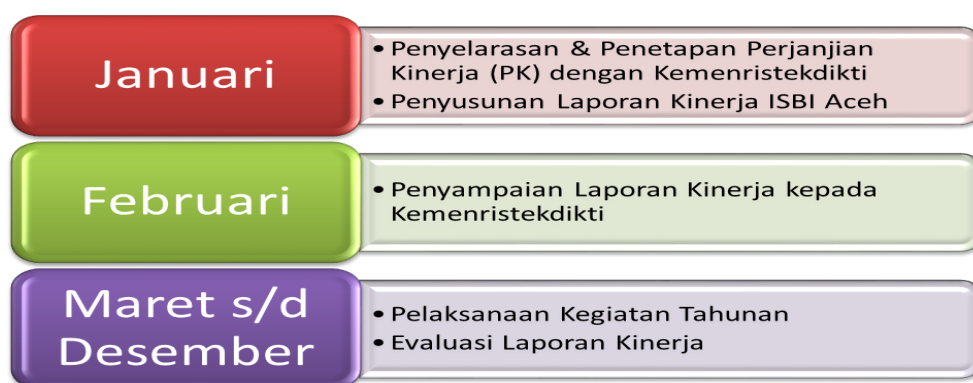 Januari
• Penyelarasan & Penetapan Perjanjian
Kinerja (PK) dengan Kemenristekdikti
• Penyusunan Laporan Kinerja ISBI Aceh
Februari
• Penyampaian Laporan Kinerja kepada
Kemenristekdikti
Maret s/d
Desember
• Pelaksanaan Kegiatan Tahunan
• Evaluasi Laporan Kinerja